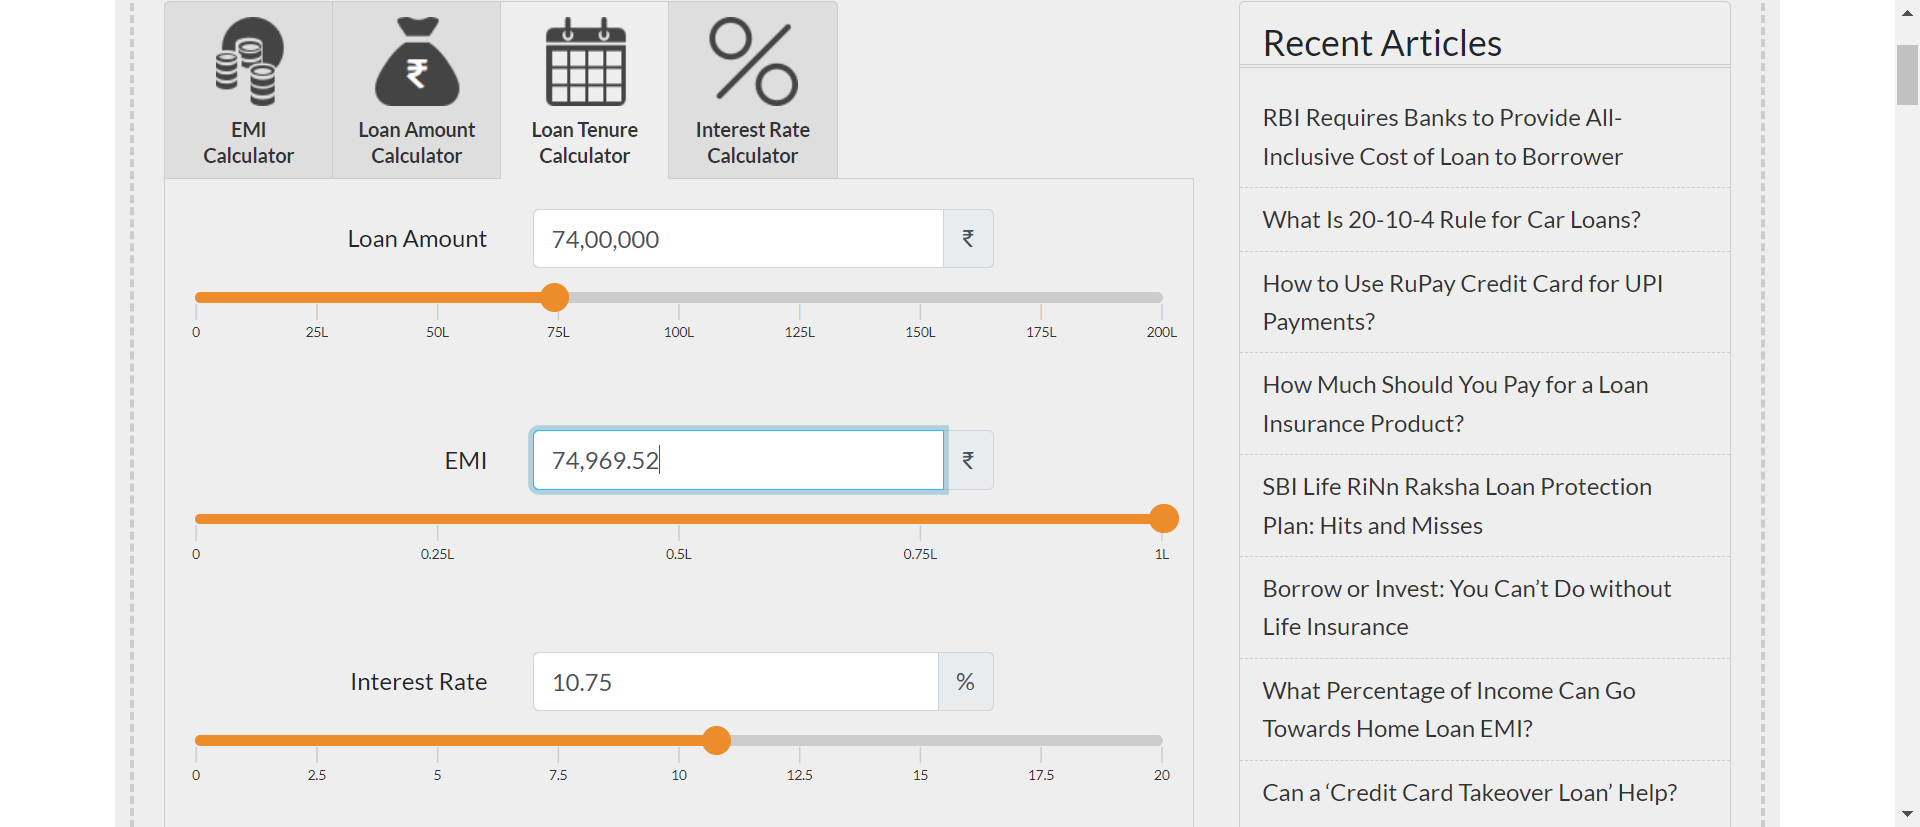 EMI
Calculator
Loan Amount
Calculator
Loan Tenure
Calculator
Interest Rate
Calculator
Loan Amount
74,00,000
₹
0 25L 50L 75L 100L 125L 150L 175L 200L
EMI
74,969.52
₹
0 0.25L 0.5L 0.75L 1L
Interest Rate
10.75
%
0 2.5 5 7.5 10 12.5 15 17.5 20
Recent Articles
RBI Requires Banks to Provide All-
Inclusive Cost of Loan to Borrower
What Is 20-10-4 Rule for Car Loans?
How to Use RuPay Credit Card for UPI
Payments?
How Much Should You Pay for a Loan
Insurance Product?
SBI Life RiNn Raksha Loan Protection
Plan: Hits and Misses
Borrow or Invest: You Can’t Do without
Life Insurance
What Percentage of Income Can Go
Towards Home Loan EMI?
Can a ‘Credit Card Takeover Loan’ Help?